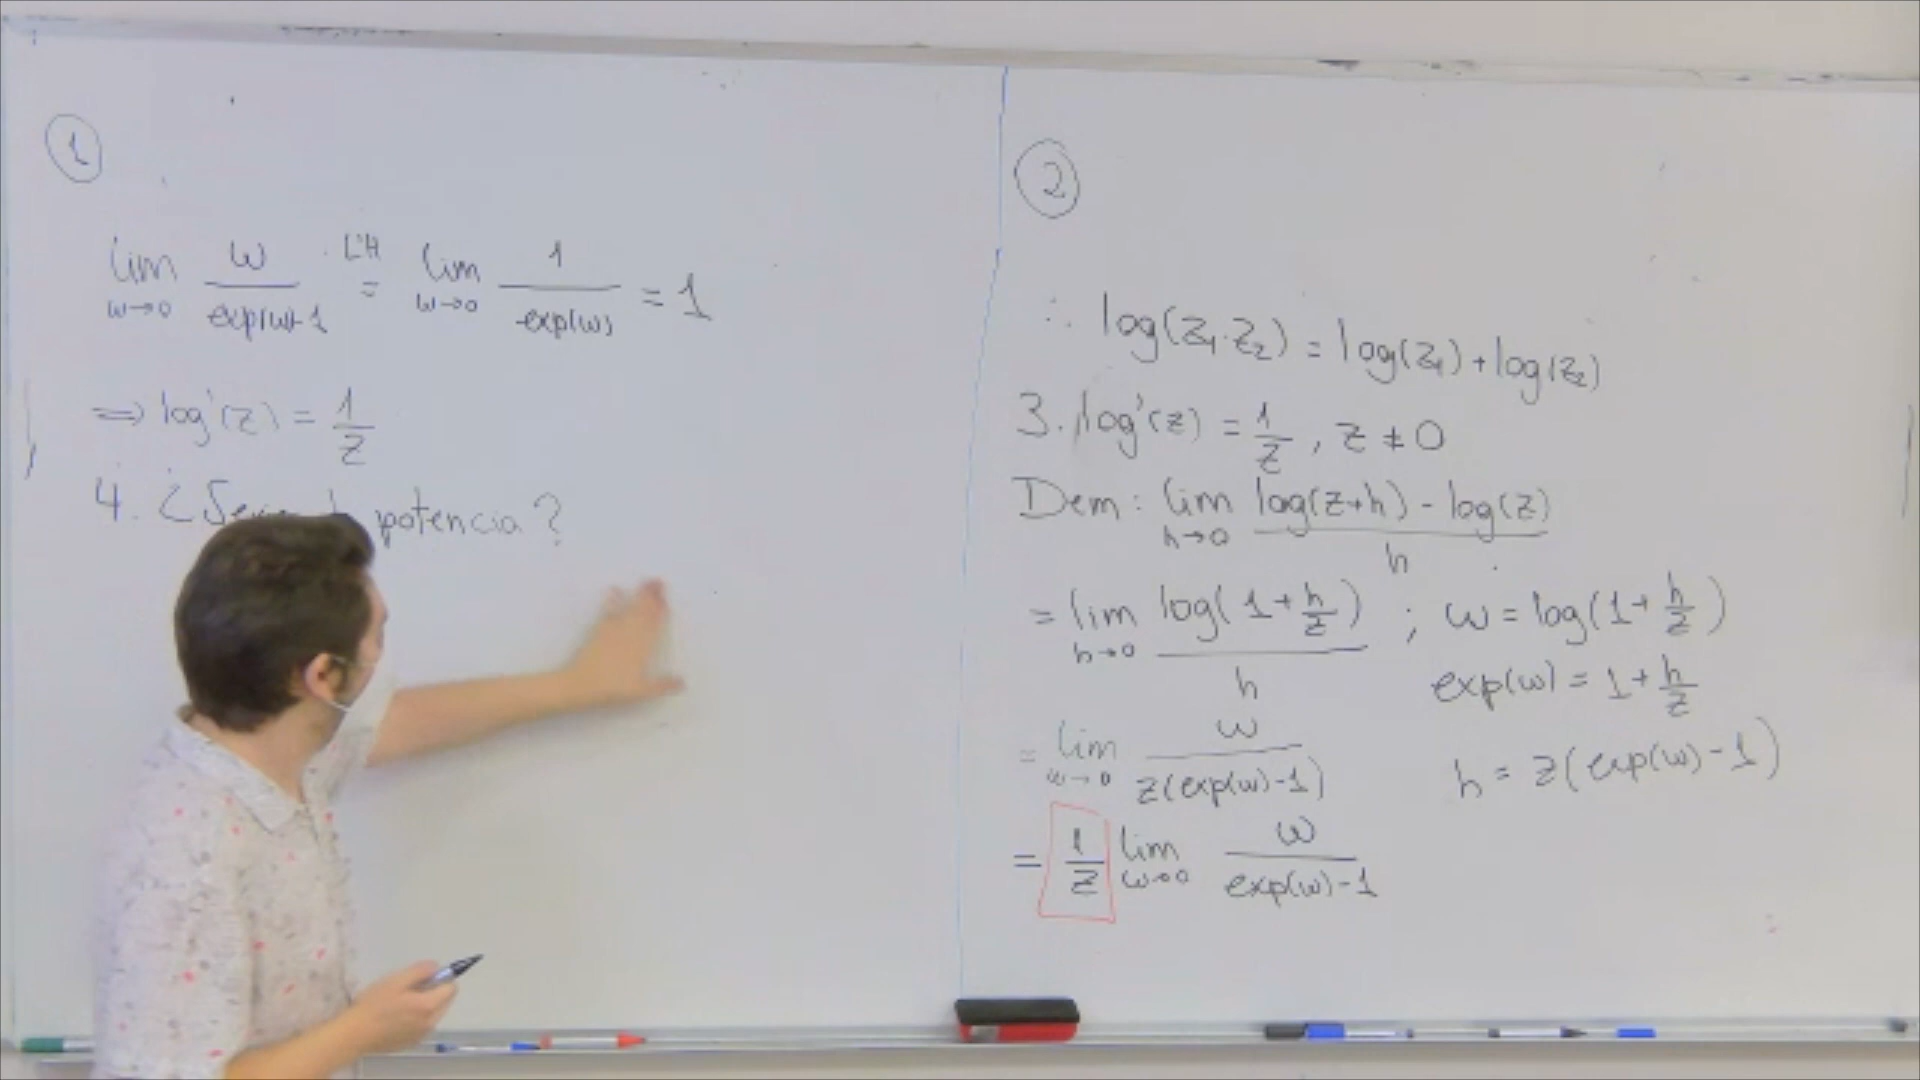 1
lim w→0 w/(exp(w)-1) L'H = lim w→0 1/exp(w) = 1
⟹ log'(z) = 1/z
4. ¿ potencia?
2
∴ log(z₁·z₂) = log(z₁) + log(z₂)
3. log'(z) = 1/z , z ≠ 0
Dem: lim h→0 (log(z+h) - log(z))/h
= lim h→0 log(1 + h/z)/h ; w = log(1 + h/z)
exp(w) = 1 + h/z
= lim w→0 w/(z(exp(w)-1)) h = z(exp(w)-1)
= 1/z lim w→0 w/(exp(w)-1)